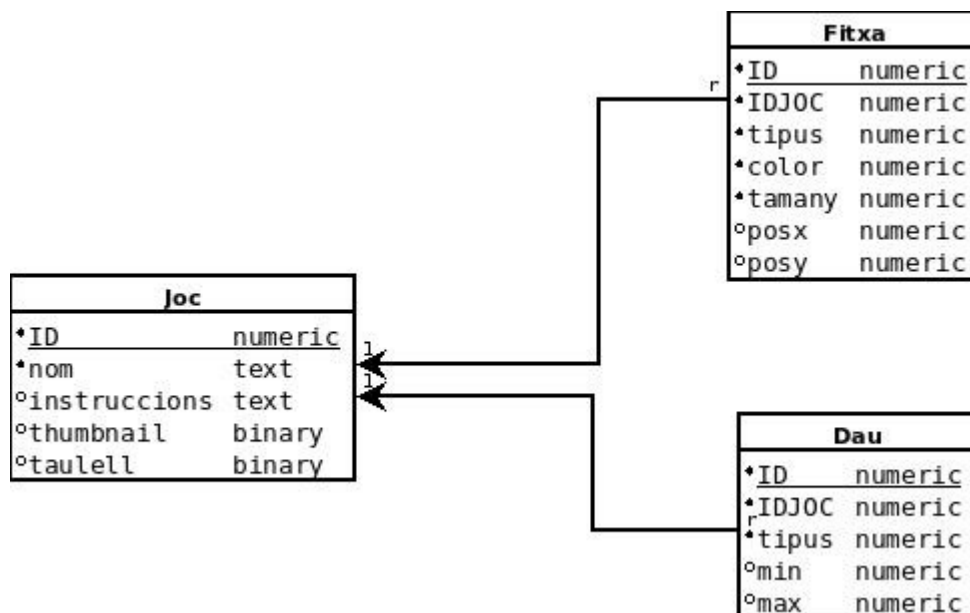 Fitxa
ID numeric
IDJOC numeric
tipus numeric
color numeric
tamany numeric
posx numeric
posy numeric
r
Joc
ID numeric
nom text
instruccions text
thumbnail binary
taulell binary
1
1
Dau
ID numeric
IDJOC numeric
r
tipus numeric
min numeric
max numeric